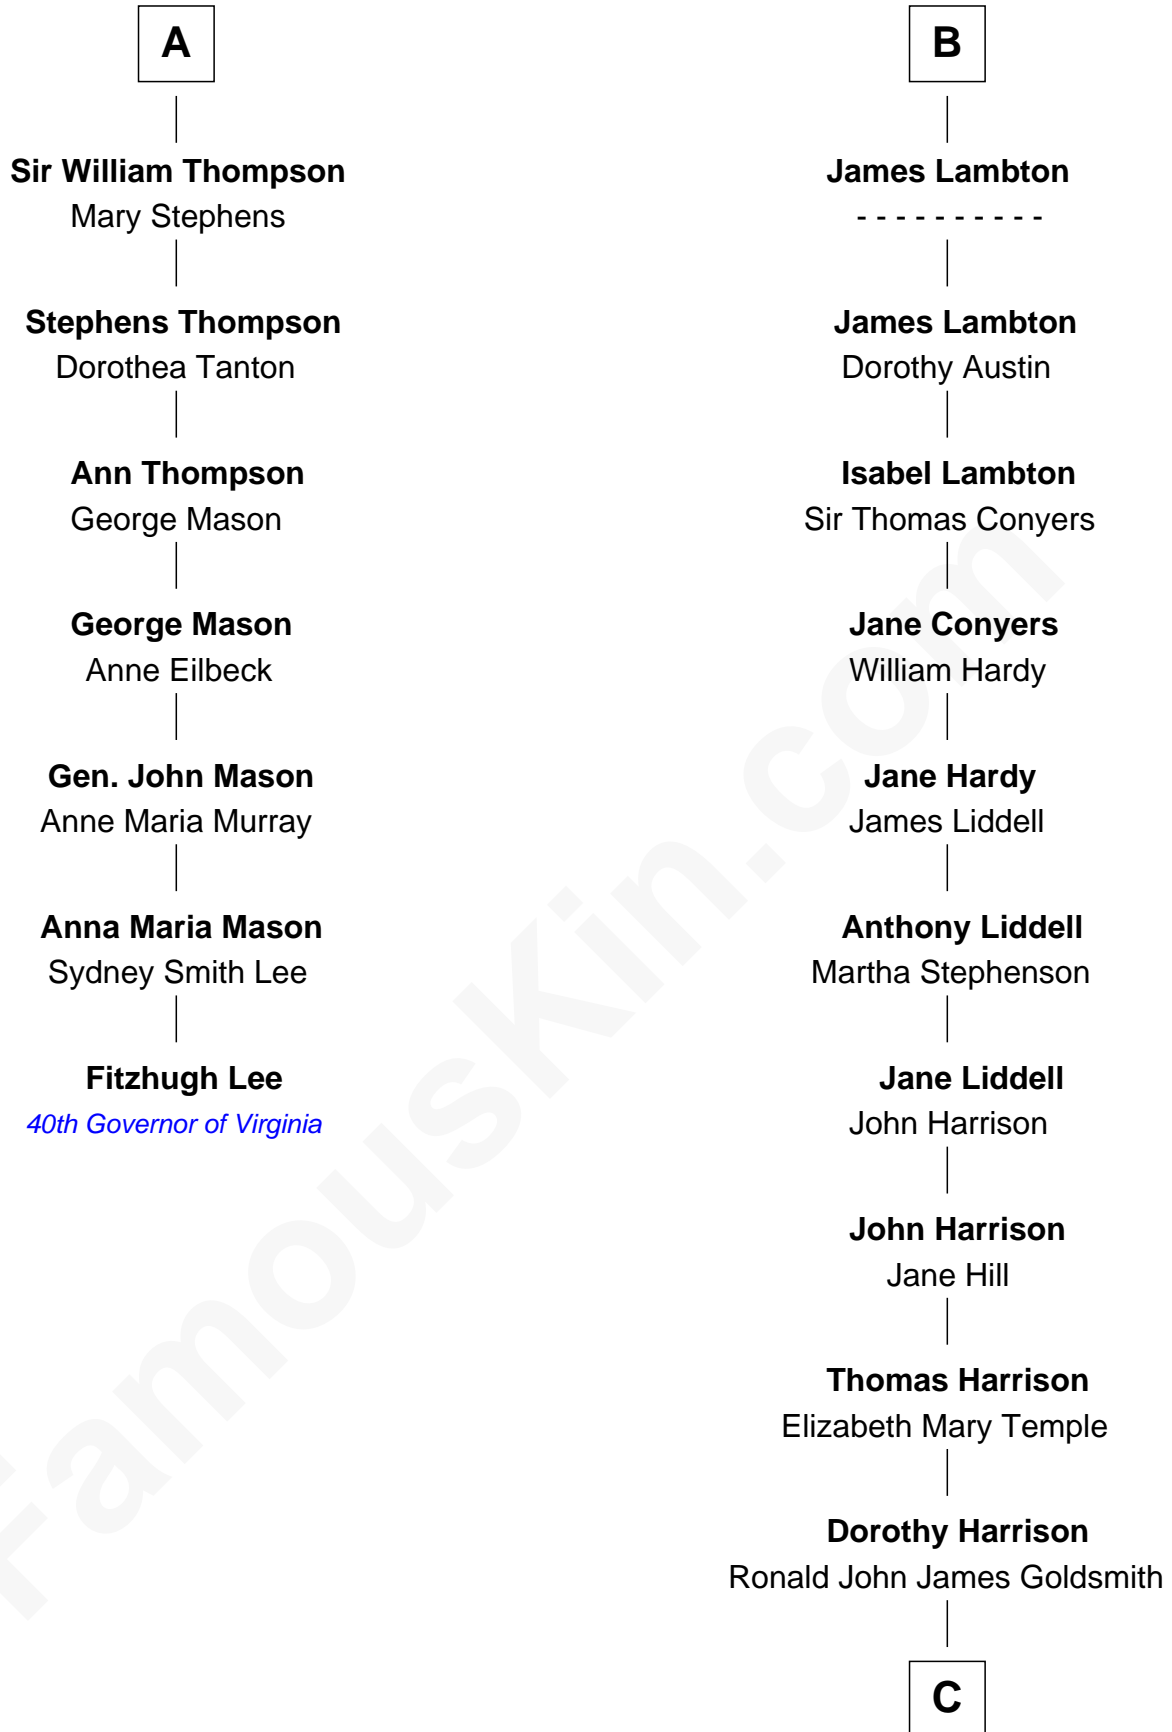 A
Sir William Thompson
Mary Stephens
Stephens Thompson
Dorothea Tanton
Ann Thompson
George Mason
George Mason
Anne Eilbeck
Gen. John Mason
Anne Maria Murray
Anna Maria Mason
Sydney Smith Lee
Fitzhugh Lee
40th Governor of Virginia
B
James Lambton
- - - - - - - - - -
James Lambton
Dorothy Austin
Isabel Lambton
Sir Thomas Conyers
Jane Conyers
William Hardy
Jane Hardy
James Liddell
Anthony Liddell
Martha Stephenson
Jane Liddell
John Harrison
John Harrison
Jane Hill
Thomas Harrison
Elizabeth Mary Temple
Dorothy Harrison
Ronald John James Goldsmith
C
FamousKin.com